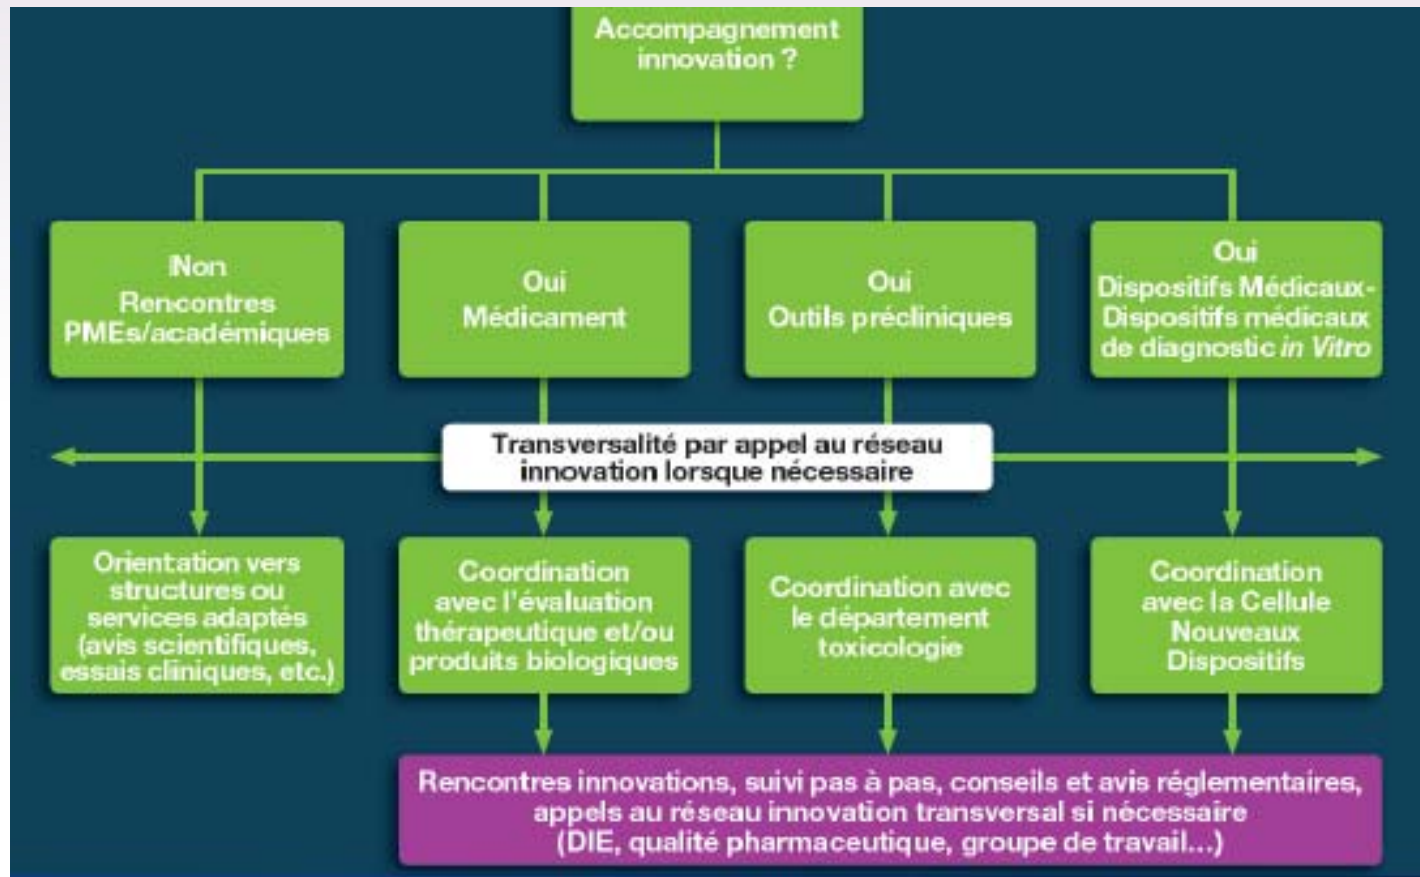 Accompagnement
innovation ?
Non
Rencontres
PMEs/académiques
Oui
Médicament
Oui
Outils précliniques
Oui
Dispositifs Médicaux-
Dispositifs médicaux
de diagnostic in Vitro
Transversalité par appel au réseau
innovation lorsque nécessaire
Orientation vers
structures ou
services adaptés
(avis scientifiques,
essais cliniques, etc.)
Coordination
avec l'évaluation
thérapeutique et/ou
produits biologiques
Coordination avec
le département
toxicologie
Coordination
avec la Cellule
Nouveaux
Dispositifs
Rencontres innovations, suivi pas à pas, conseils et avis réglementaires,
appels au réseau innovation transversal si nécessaire
(DIE, qualité pharmaceutique, groupe de travail...)